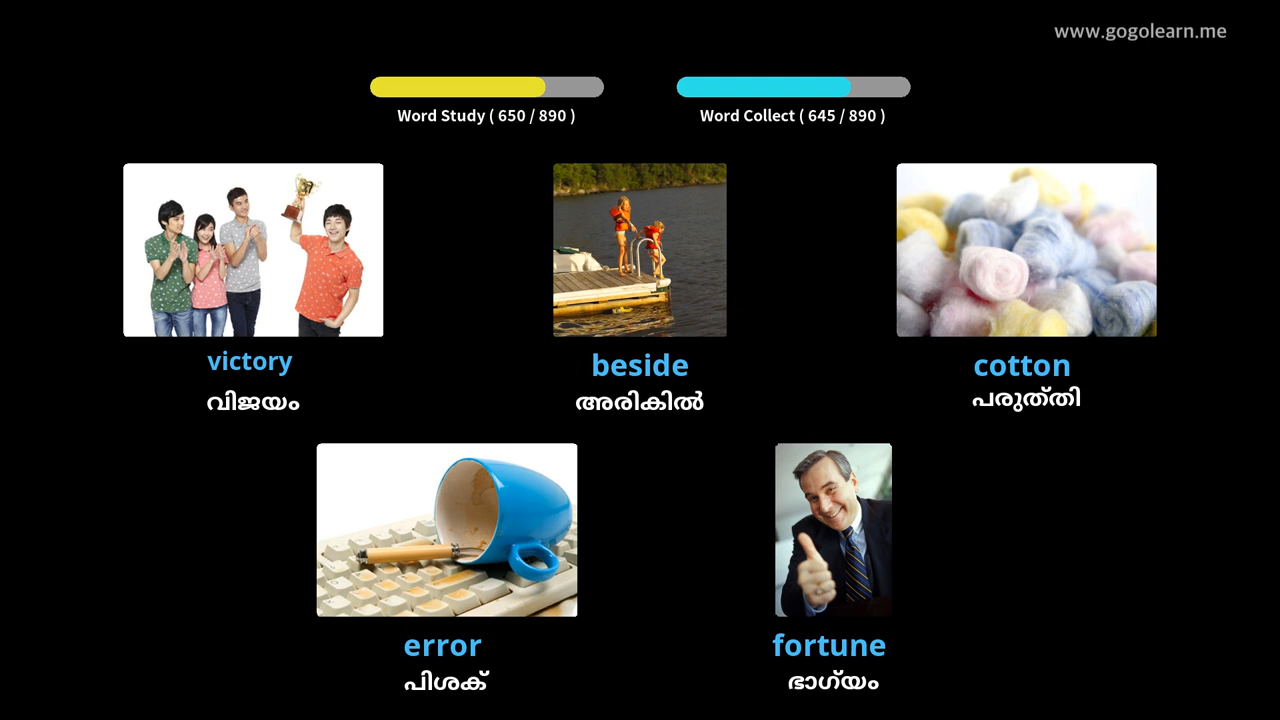 www.gogolearn.me
Word Study ( 650 / 890 )
Word Collect ( 645 / 890 )
victory
വിജയം
beside
അരികിൽ
cotton
പരുത്തി
error
പിശക്
fortune
ഭാഗ്യം